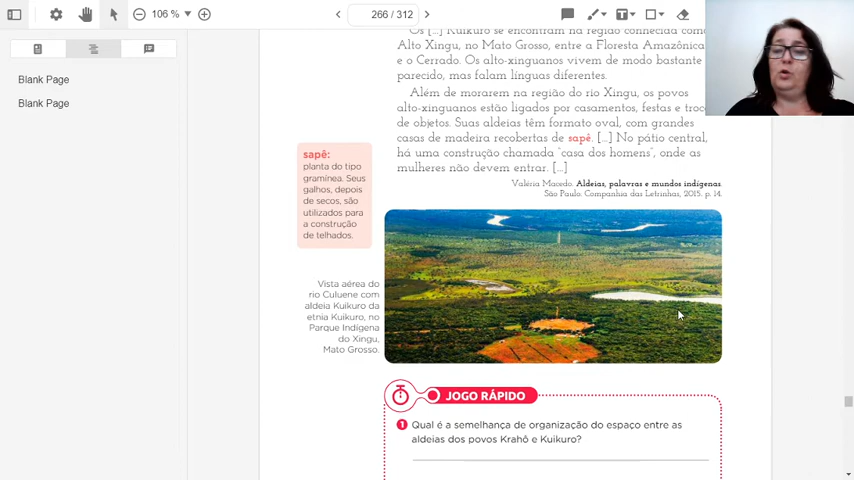 106 %
266 / 312
Blank Page
Blank Page
Os [...] Kuikuro se encontram na região conhecida como
Alto Xingu, no Mato Grosso, entre a Floresta Amazônica
e o Cerrado. Os alto-xinguanos vivem de modo bastante
parecido, mas falam línguas diferentes.
Além de morarem na região do rio Xingu, os povos
alto-xinguanos estão ligados por casamentos, festas e troc
de objetos. Suas aldeias têm formato oval, com grandes
casas de madeira recobertas de sapê. [...] No pátio central,
há uma construção chamada “casa dos homens”, onde as
mulheres não devem entrar. [...]
Valéria Macedo. Aldeias, palavras e mundos indígenas.
São Paulo: Companhia das Letrinhas, 2015. p. 14.
sapê:
planta do tipo
gramínea. Seus
galhos, depois
de secos, são
utilizados para
a construção
de telhados.
Vista aérea do
rio Culuene com
aldeia Kuikuro da
etnia Kuikuro, no
Parque Indígena
do Xingu,
Mato Grosso.
JOGO RÁPIDO
1 Qual é a semelhança de organização do espaço entre as
aldeias dos povos Krahô e Kuikuro?